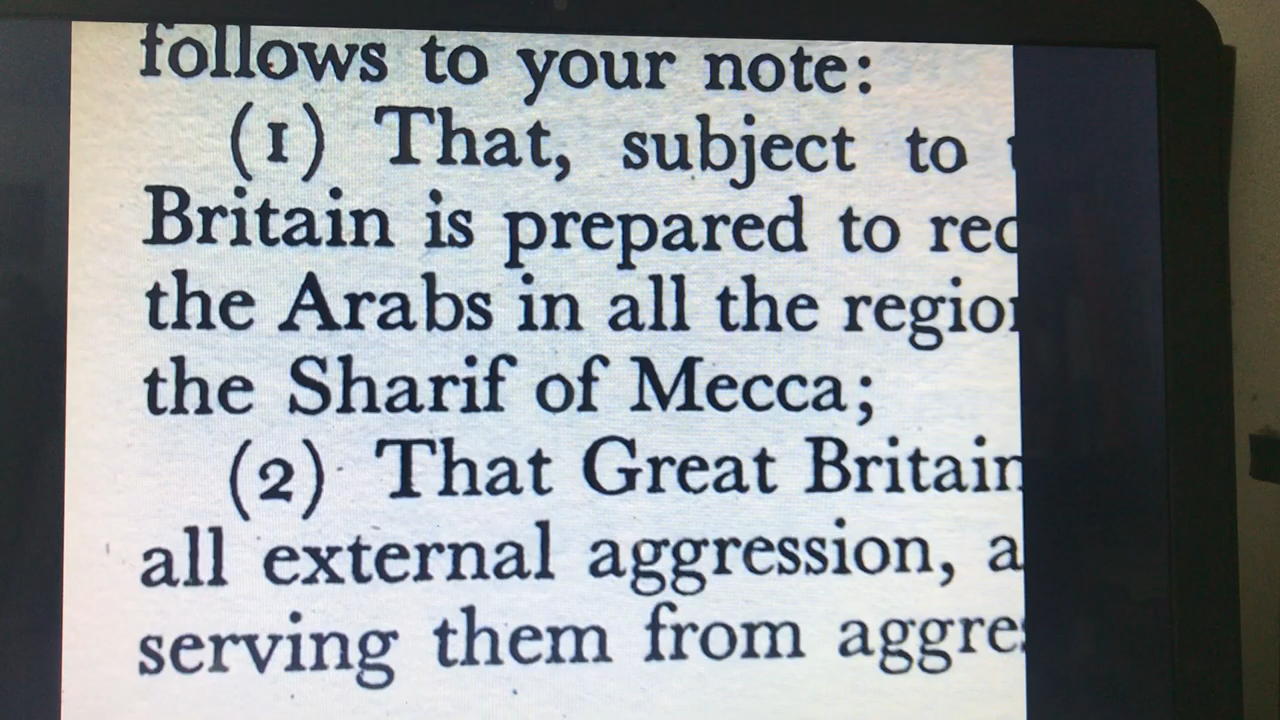 follows to your note:
(1) That, subject to
Britain is prepared to
the Arabs in all the
the Sharif of Mecca;
(2) That Great Britain
all external aggression,
serving them from